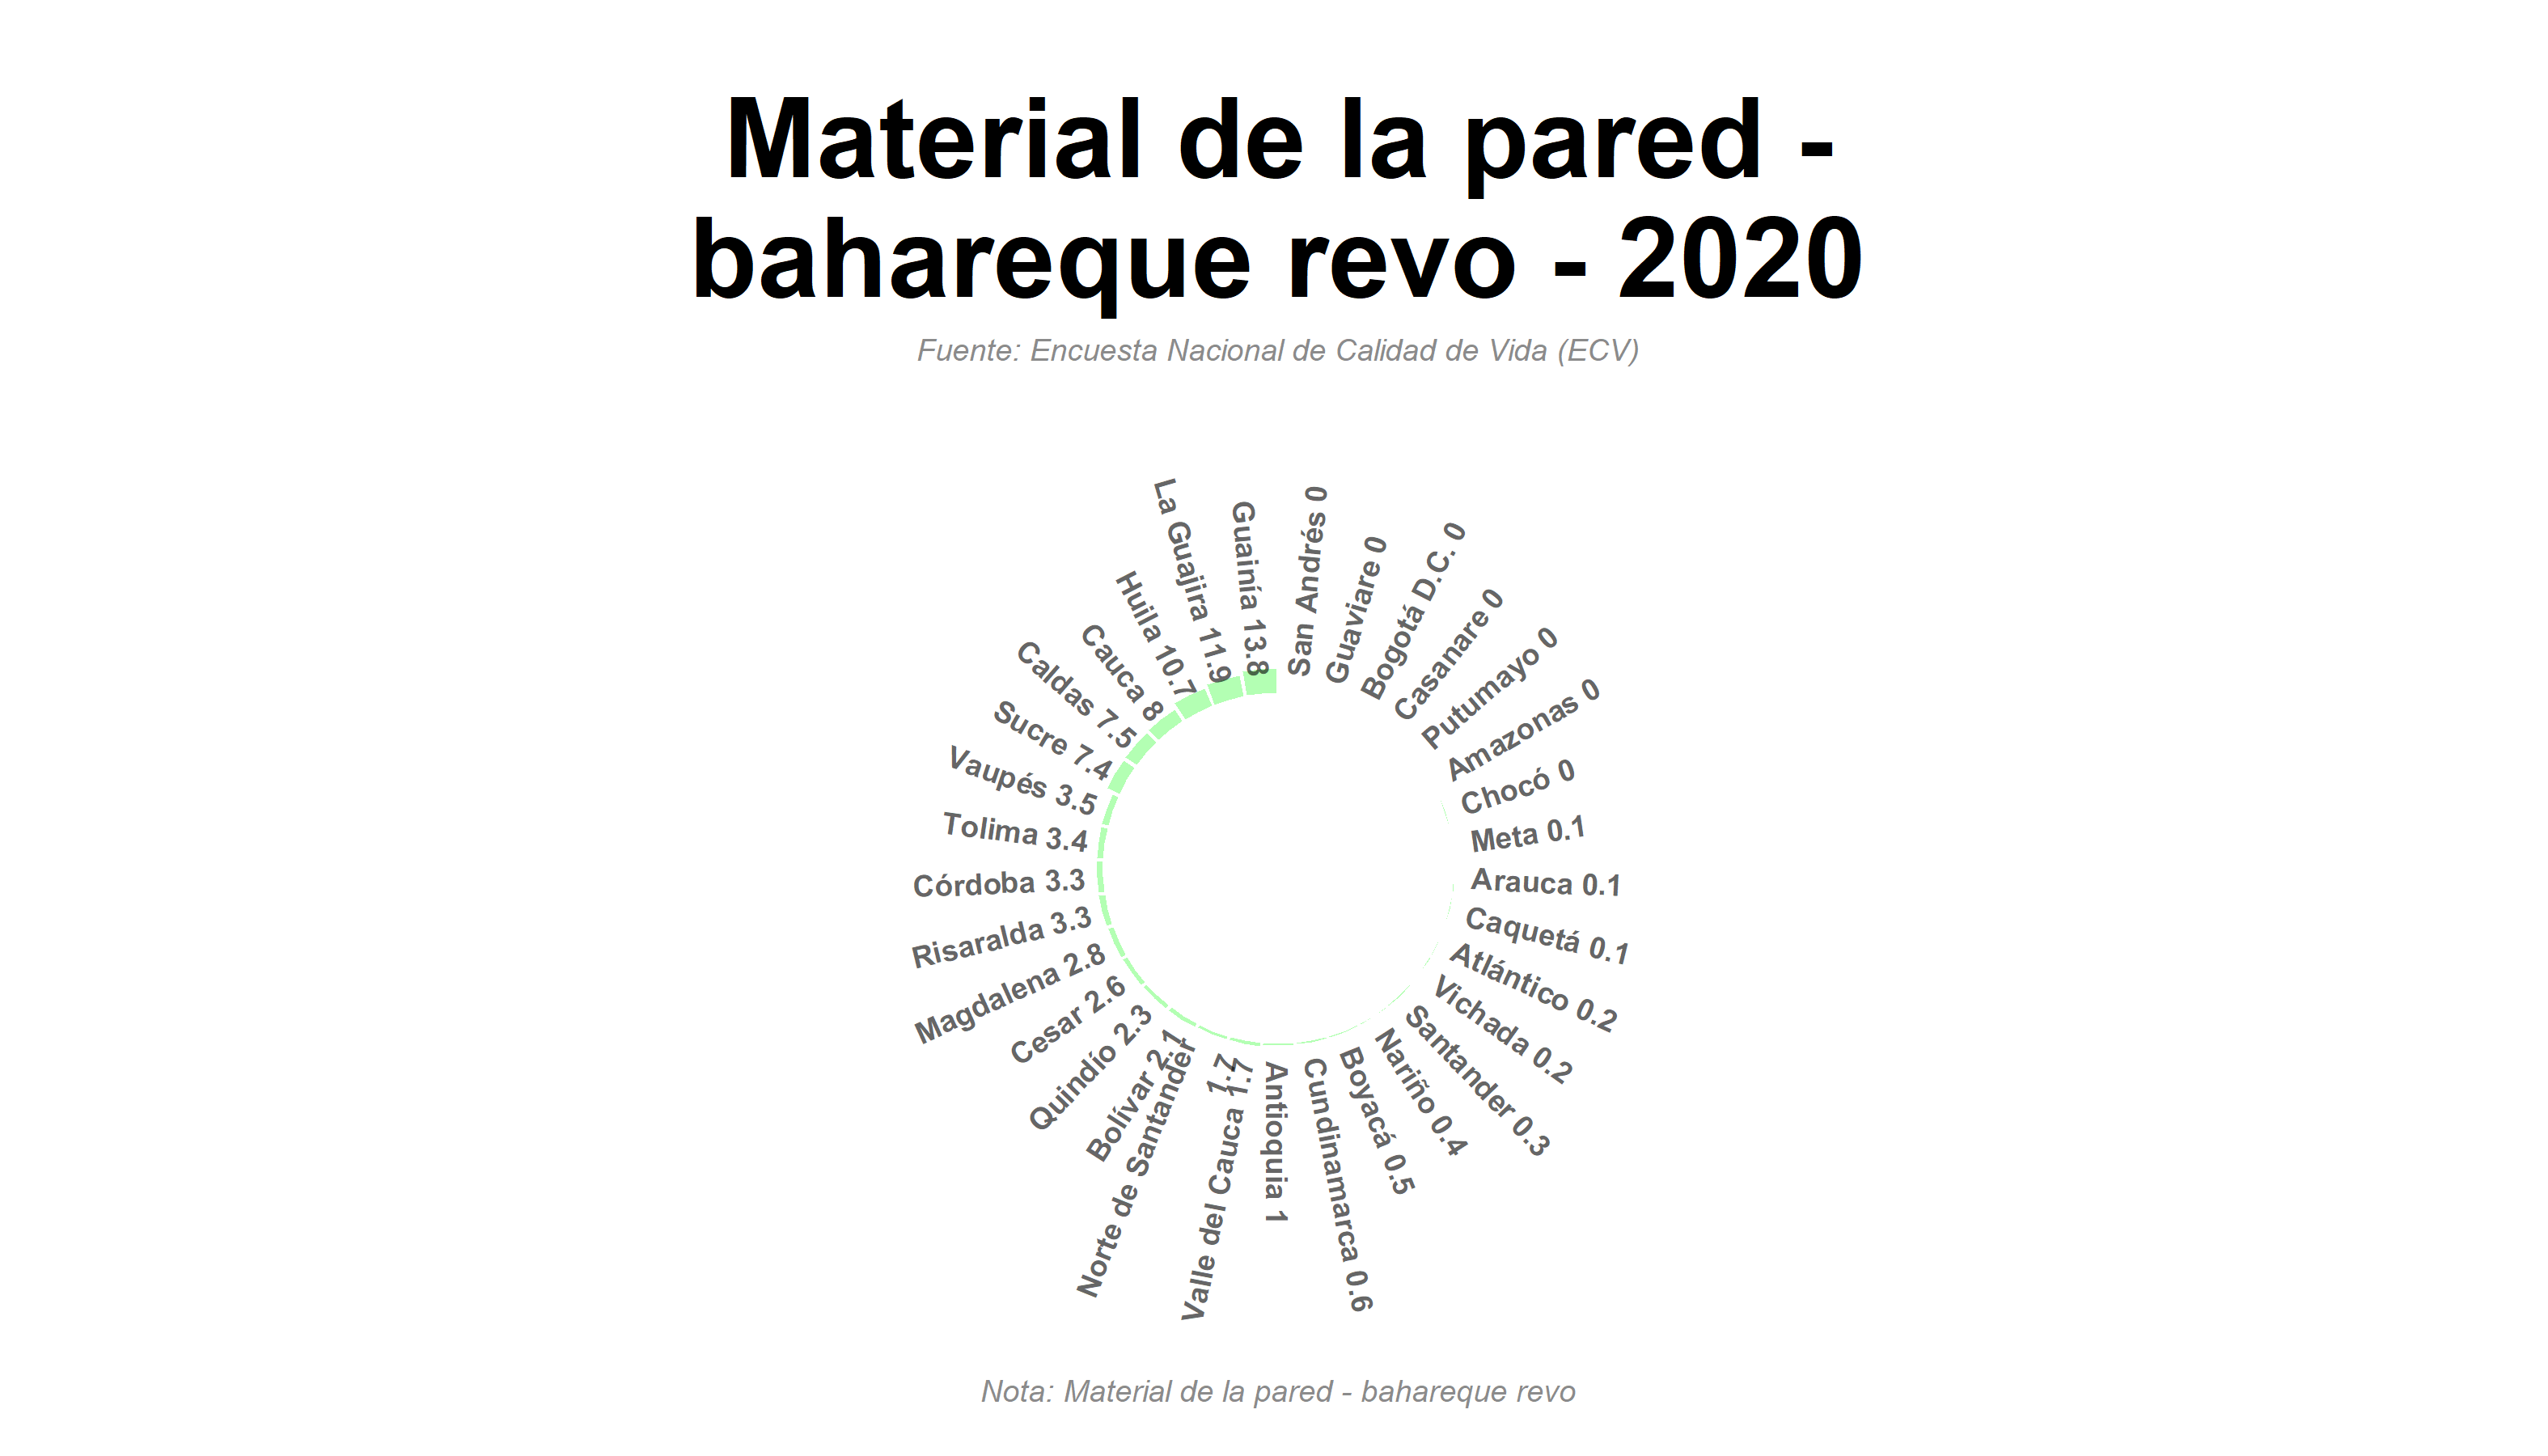 Material de la pared -
bahareque revo - 2020
Fuente: Encuesta Nacional de Calidad de Vida (ECV)
San Andrés 0
Guaviare 0
Bogotá D.C. 0
Casanare 0
Putumayo 0
Amazonas 0
Chocó 0
Meta 0.1
Arauca 0.1
Caquetá 0.1
Atlántico 0.2
Vichada 0.2
Santander 0.3
Nariño 0.4
Boyacá 0.5
Cundinamarca 0.6
Antioquia 1
Valle del Cauca 1.7
Norte de Santander
1.7
Bolívar 2.1
Quindío 2.3
Cesar 2.6
Magdalena 2.8
Risaralda 3.3
Córdoba 3.3
Tolima 3.4
Vaupés 3.5
Sucre 7.4
Caldas 7.5
Cauca 8
Huila 10.7
La Guajira 11.9
Guainía 13.8
Nota: Material de la pared - bahareque revo